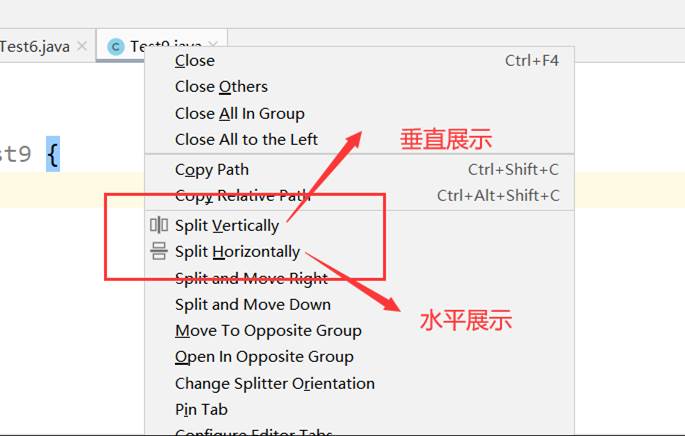 Test6.java
C Test9.java
Close Ctrl+F4
Close Others
Close All In Group
Close All to the Left
垂直展示
st9 {
Copy Path Ctrl+Shift+C
Copy Relative Path Ctrl+Alt+Shift+C
Split Vertically
Split Horizontally
Split and Move Right
Split and Move Down
水平展示
Move To Opposite Group
Open In Opposite Group
Change Splitter Orientation
Pin Tab
Configure Editor Tabs